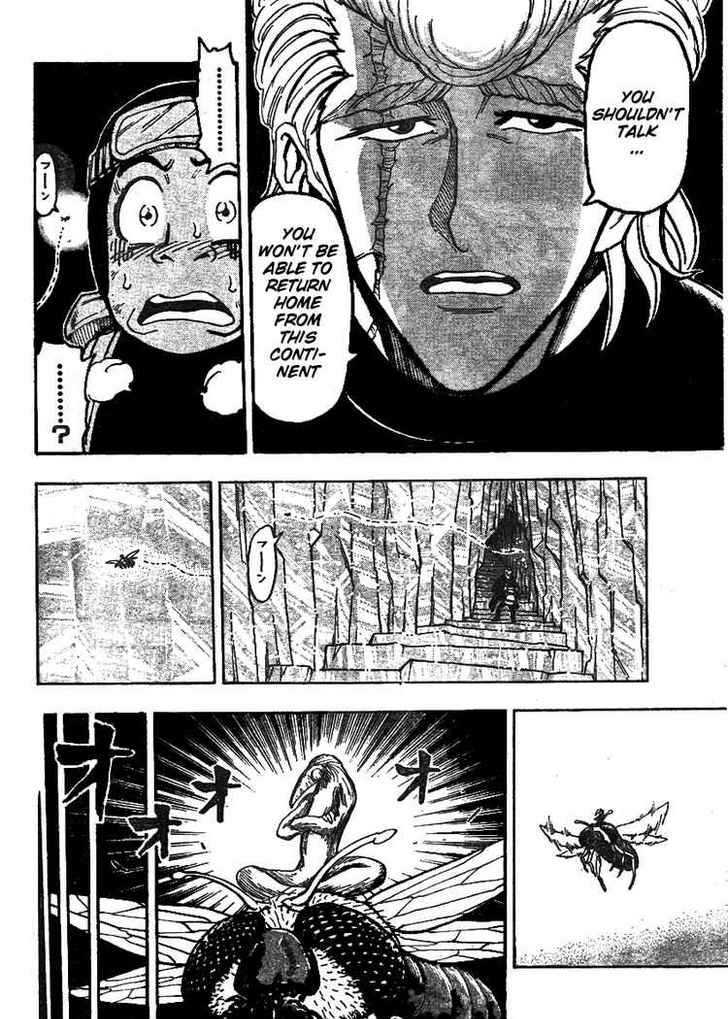 YOU
SHOULDN'T
TALK
...
YOU
WON'T BE
ABLE TO
RETURN
HOME
FROM
THIS
CONTI-
NENT
…………
フーン
…………?
フーン
オ
オ
オ
オ